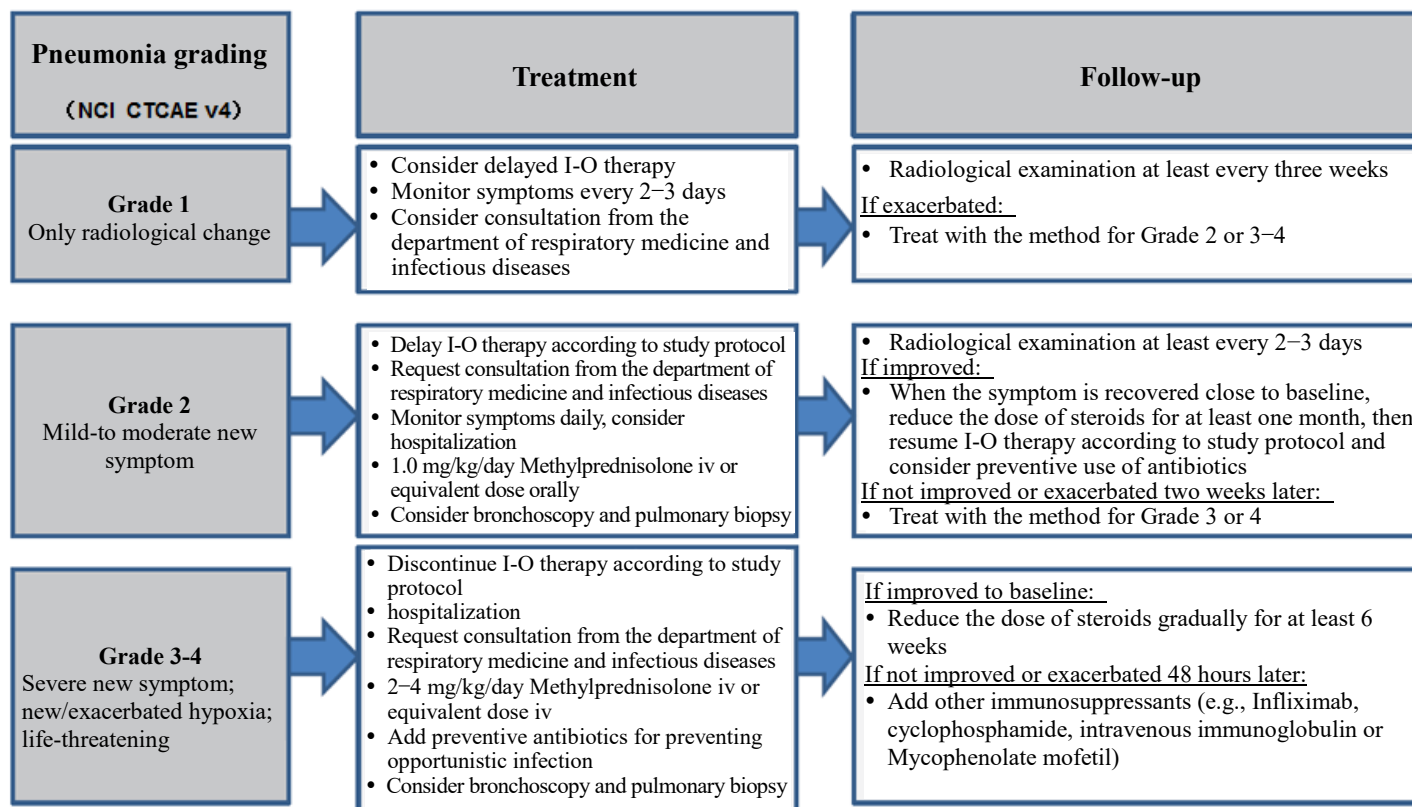 Pneumonia grading
（NCI CTCAE v4）
Treatment
Follow-up
Grade 1
Only radiological change
• Consider delayed I-O therapy
• Monitor symptoms every 2−3 days
• Consider consultation from the
department of respiratory medicine and
infectious diseases
• Radiological examination at least every three weeks
If exacerbated:
• Treat with the method for Grade 2 or 3−4
Grade 2
Mild-to moderate new
symptom
• Delay I-O therapy according to study protocol
• Request consultation from the department of
respiratory medicine and infectious diseases
• Monitor symptoms daily, consider
hospitalization
• 1.0 mg/kg/day Methylprednisolone iv or
equivalent dose orally
• Consider bronchoscopy and pulmonary biopsy
• Radiological examination at least every 2−3 days
If improved:
• When the symptom is recovered close to baseline,
reduce the dose of steroids for at least one month, then
resume I-O therapy according to study protocol and
consider preventive use of antibiotics
If not improved or exacerbated two weeks later:
• Treat with the method for Grade 3 or 4
Grade 3-4
Severe new symptom;
new/exacerbated hypoxia;
life-threatening
• Discontinue I-O therapy according to study
protocol
• hospitalization
• Request consultation from the department of
respiratory medicine and infectious diseases
• 2−4 mg/kg/day Methylprednisolone iv or
equivalent dose iv
• Add preventive antibiotics for preventing
opportunistic infection
• Consider bronchoscopy and pulmonary biopsy
If improved to baseline:
• Reduce the dose of steroids gradually for at least 6
weeks
If not improved or exacerbated 48 hours later:
• Add other immunosuppressants (e.g., Infliximab,
cyclophosphamide, intravenous immunoglobulin or
Mycophenolate mofetil)